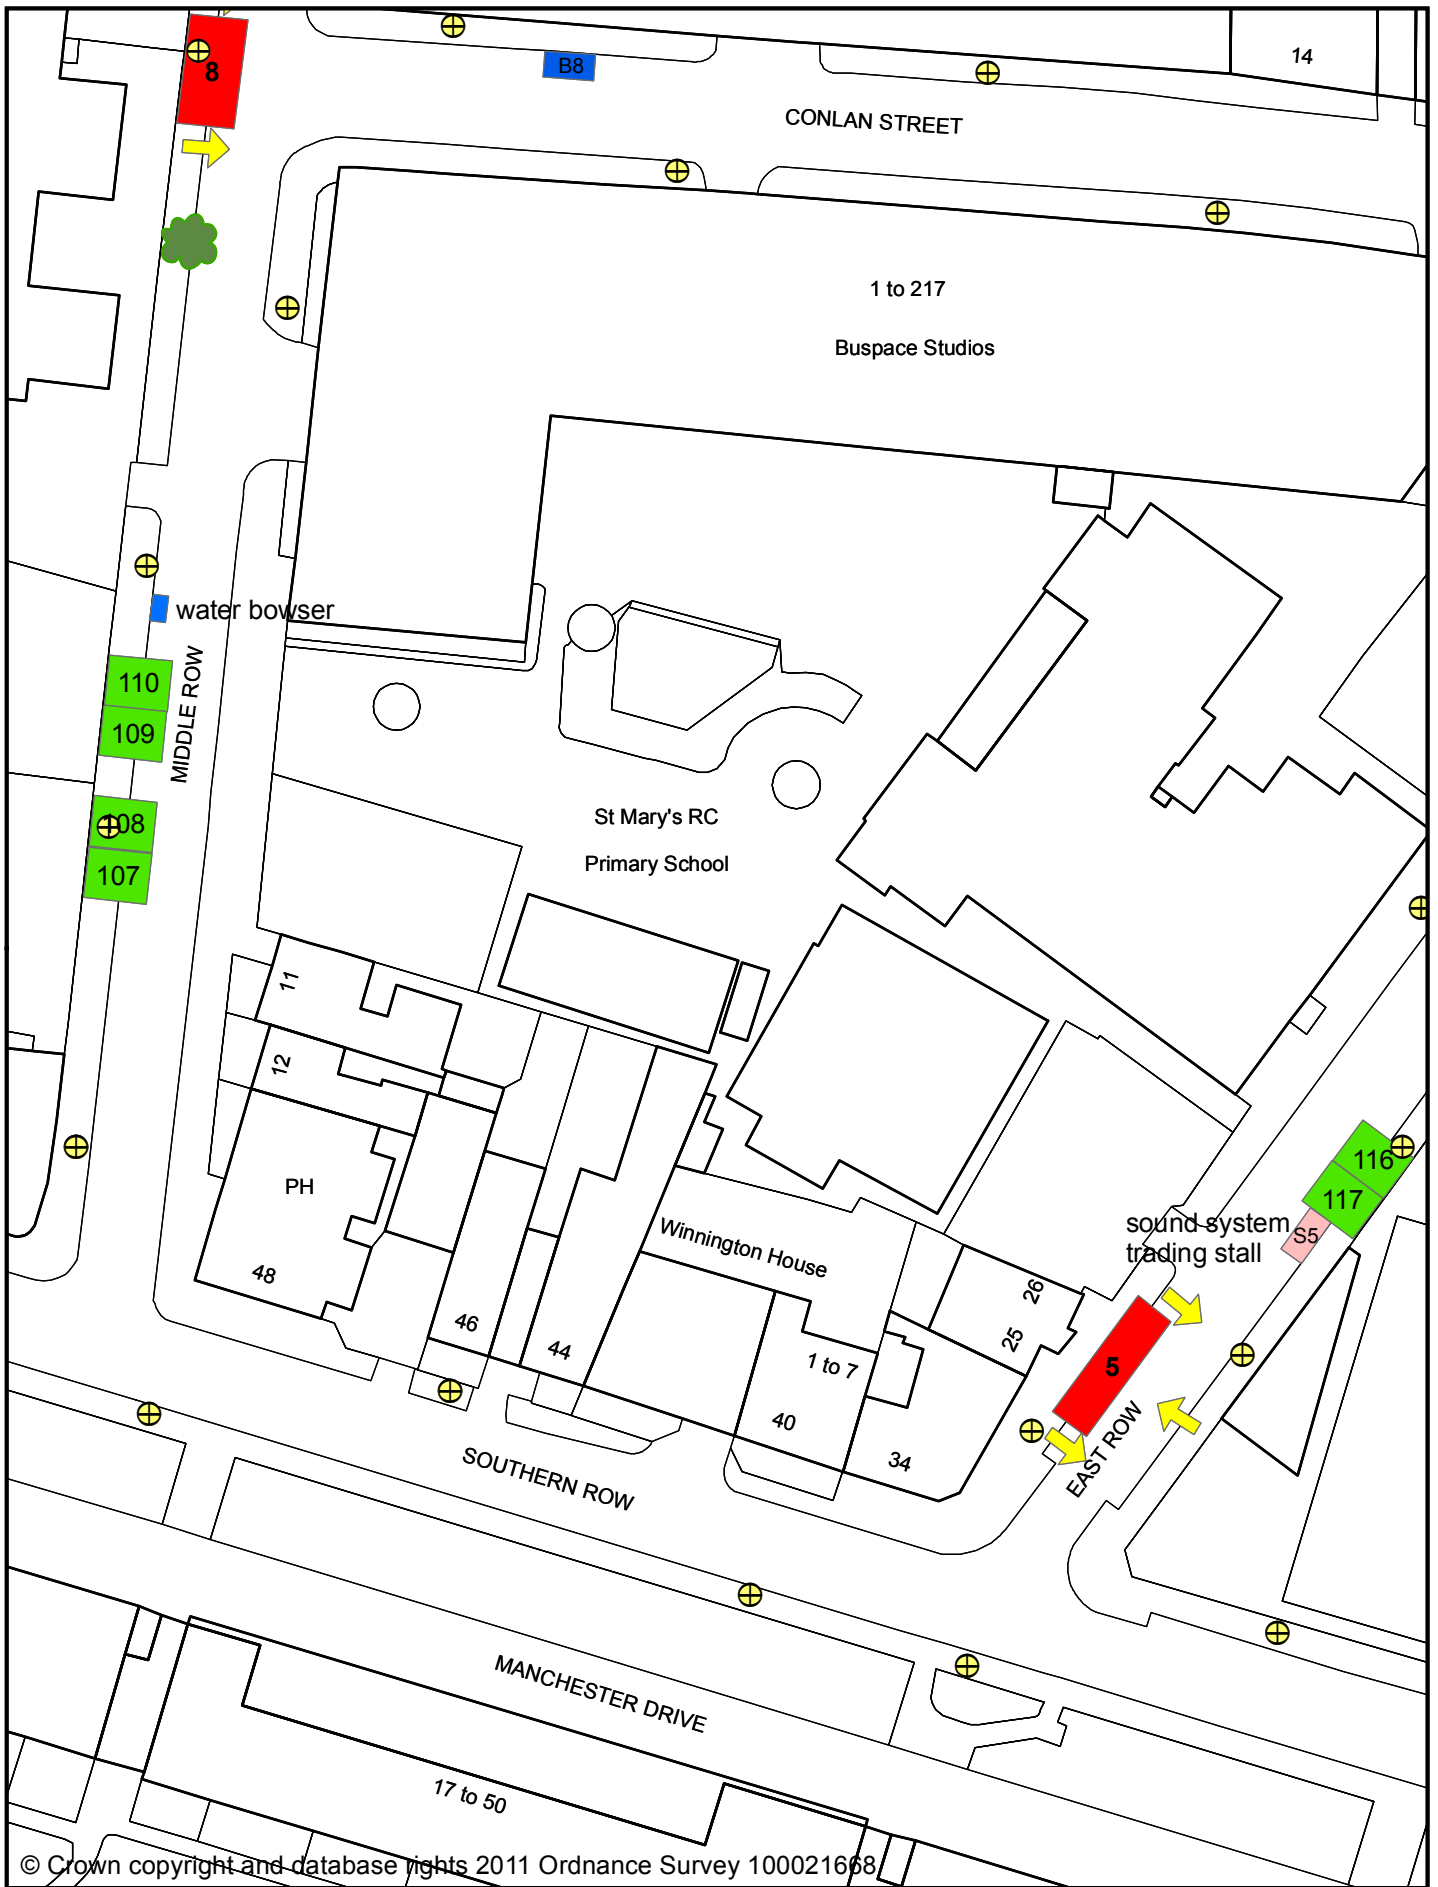 8
B8
14
CONLAN STREET
1 to 217
Buspace Studios
water bowser
110
109
MIDDLE ROW
108
107
St Mary's RC
Primary School
11
12
PH
48
46
44
Winnington House
1 to 7
40
34
26
25
116
117
S5
sound system
trading stall
5
EAST ROW
SOUTHERN ROW
MANCHESTER DRIVE
17 to 50
© Crown copyright and database rights 2011 Ordnance Survey 100021668